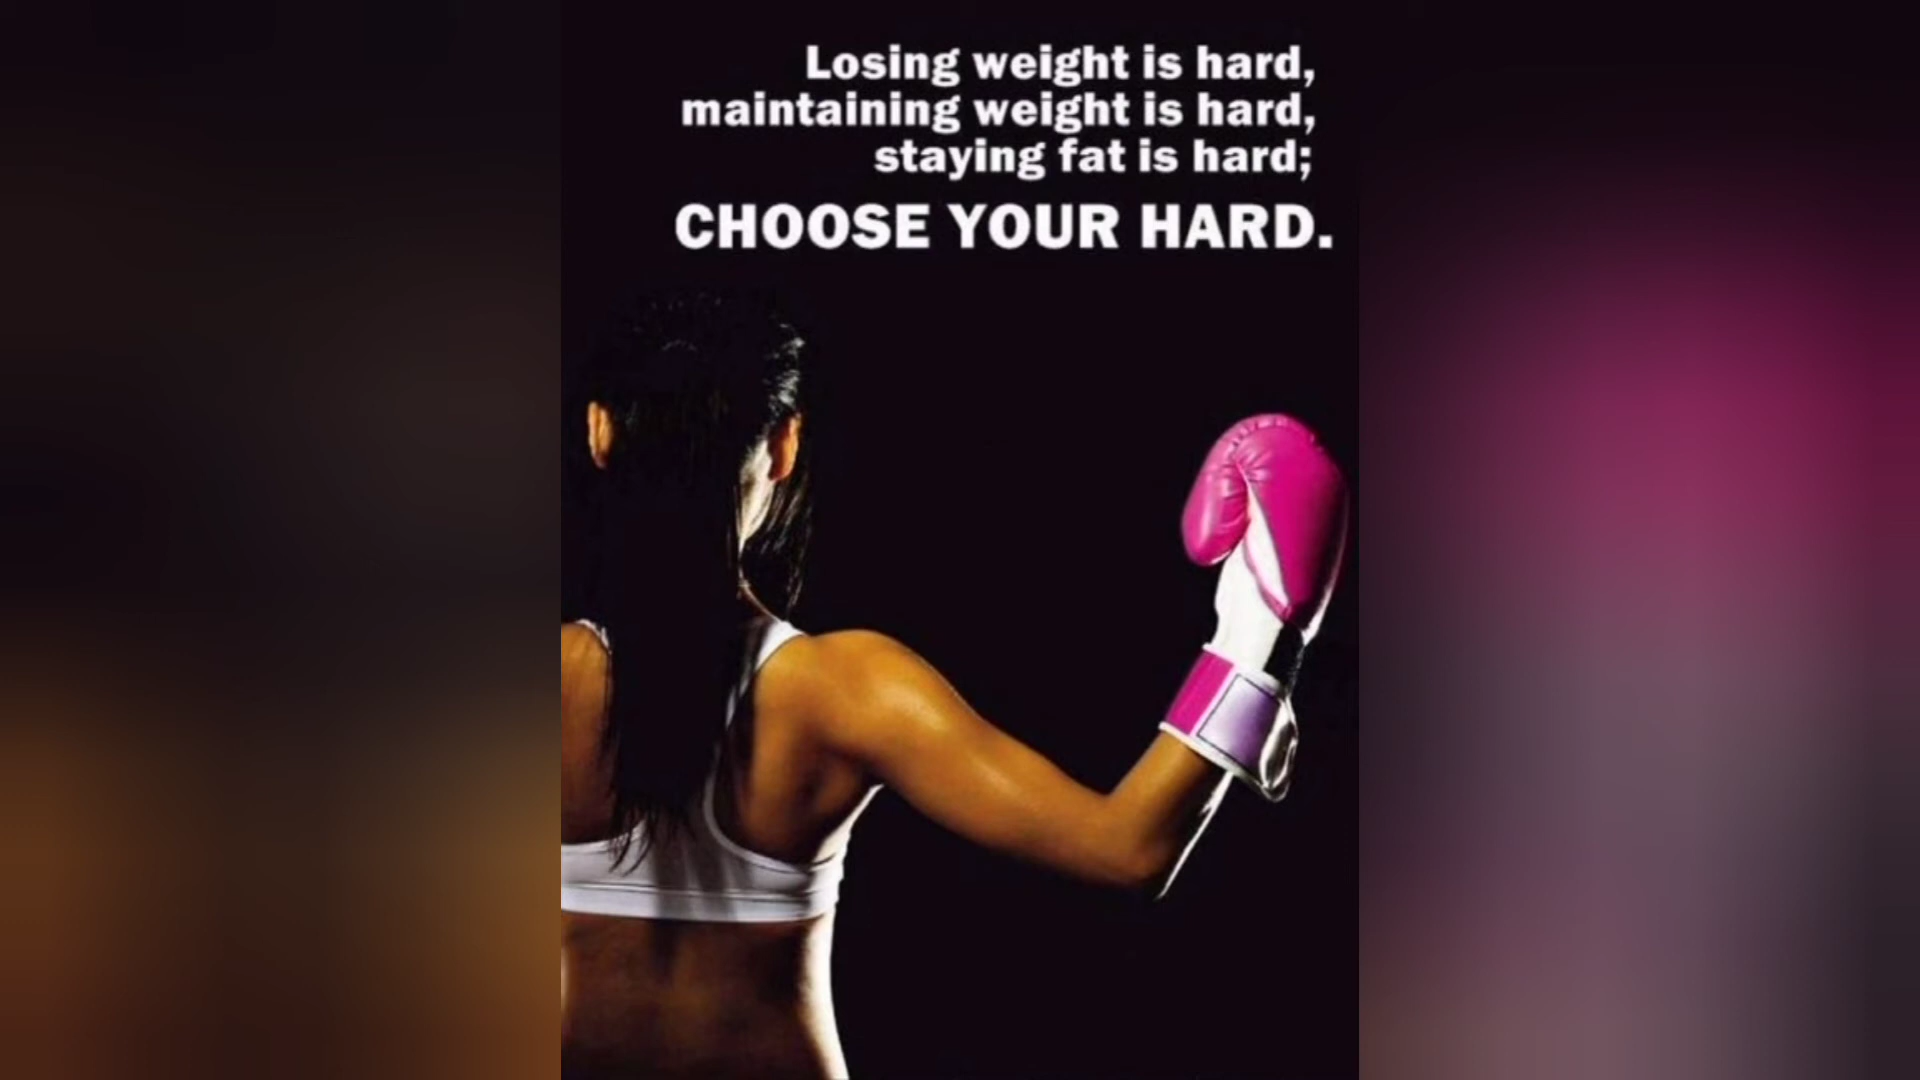 Losing weight is hard,
maintaining weight is hard,
staying fat is hard;
CHOOSE YOUR HARD.